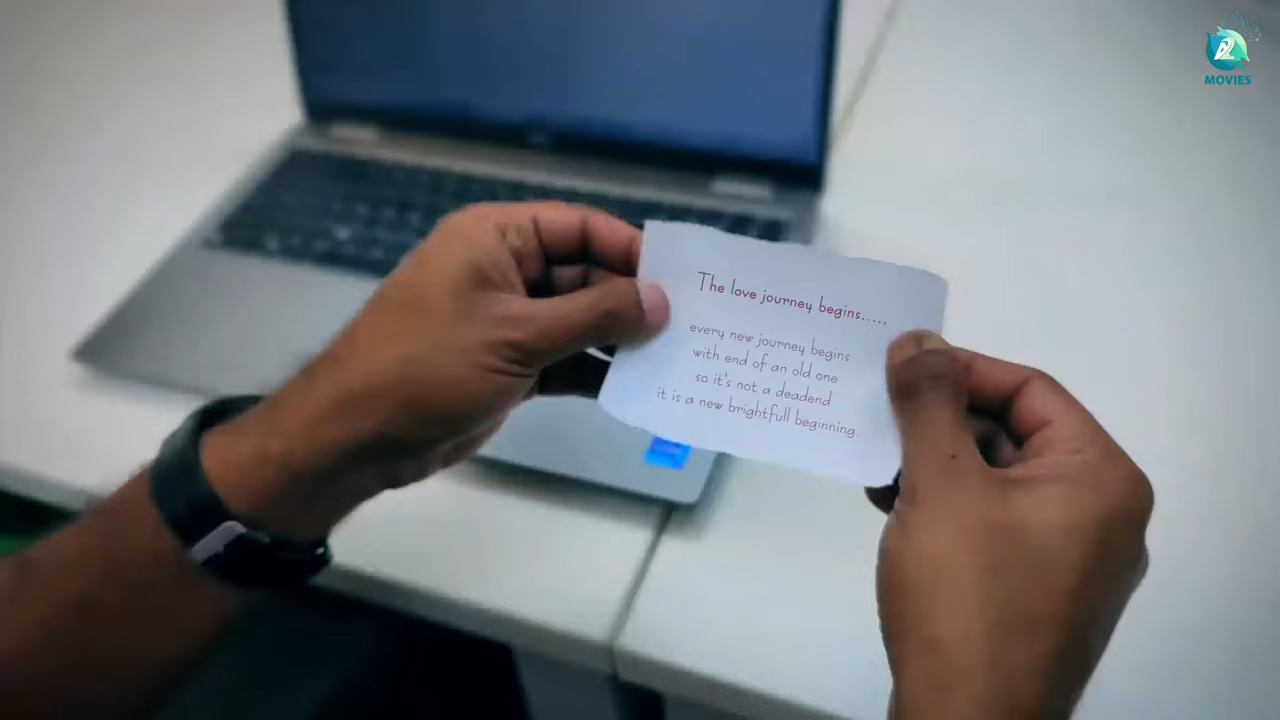 MOVIES
The love journey begins.....
every new journey begins
with end of an old one
so it's not a deadend
it is a new brightfull beginning.